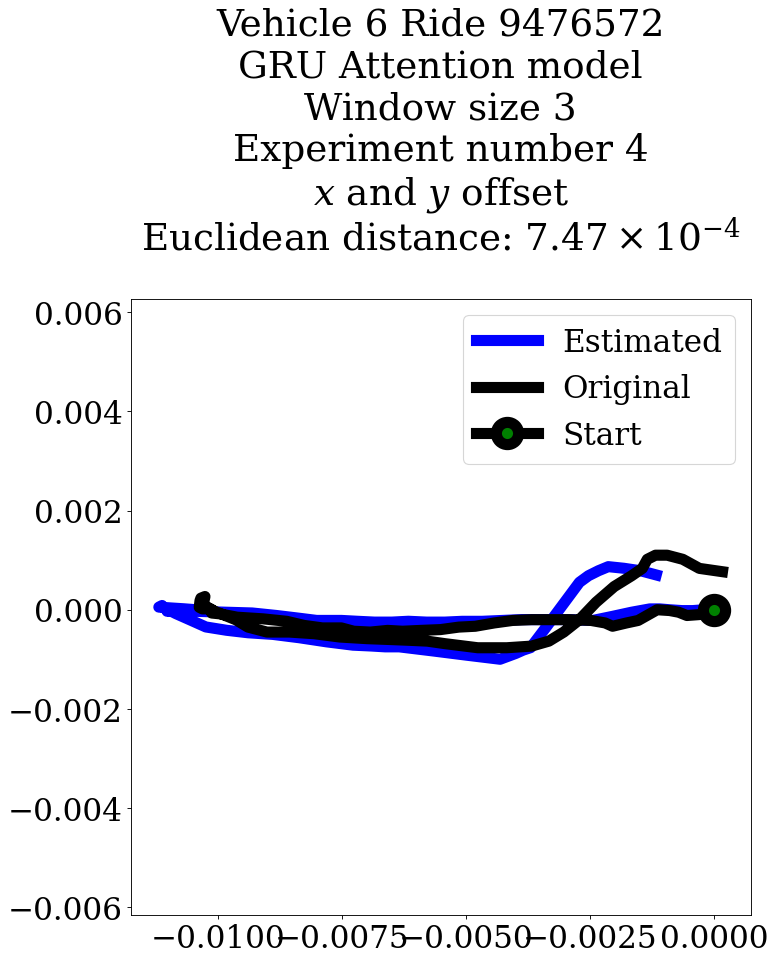 Vehicle 6 Ride 9476572
GRU Attention model
Window size 3
Experiment number 4
x and y offset
Euclidean distance: 7.47 × 10⁻⁴
Estimated
Original
Start
0.006
0.004
0.002
0.000
−0.002
−0.004
−0.006
−0.0100 −0.0075 −0.0050 −0.0025 0.0000